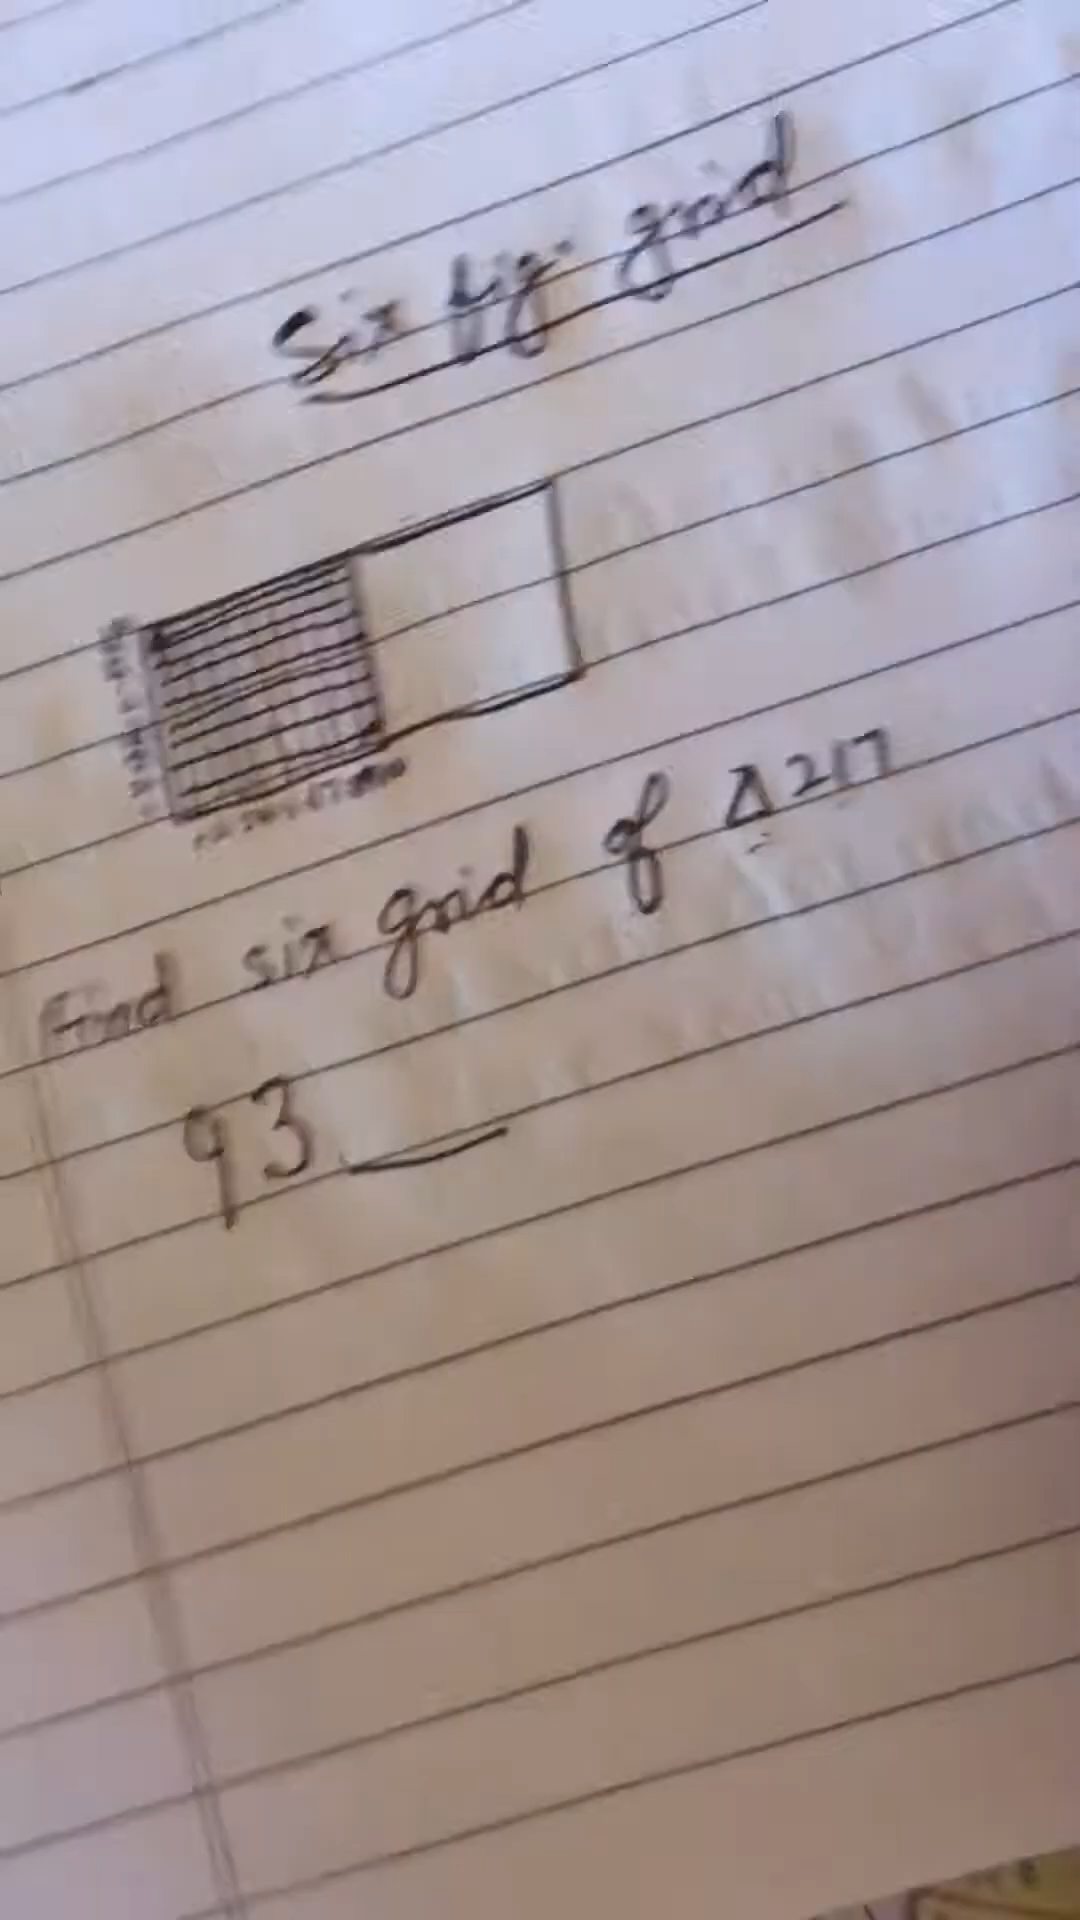 Six fig. grid
Find six grid of Δ217
93